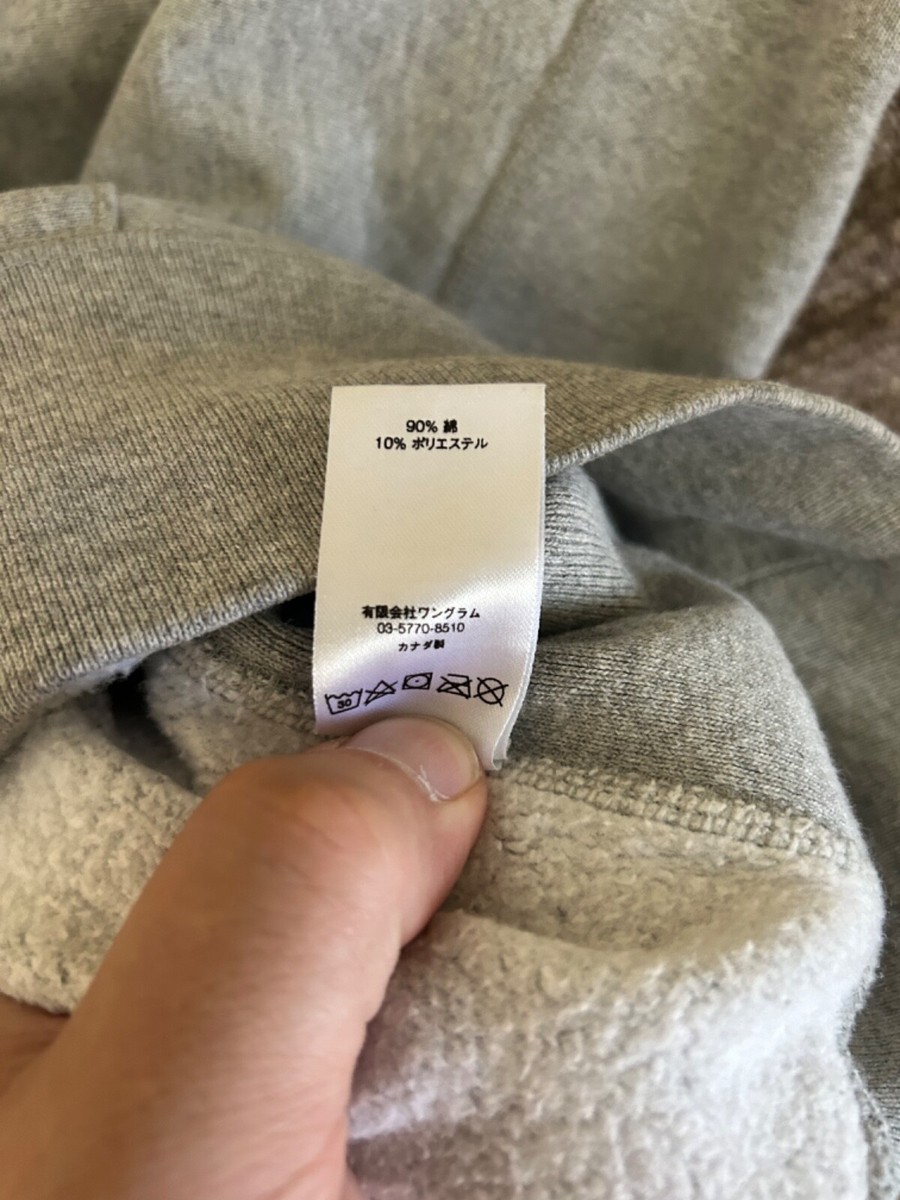 90% 綿
10% ポリエステル
有限会社ワングラム
03-5770-8510
カナダ製
30